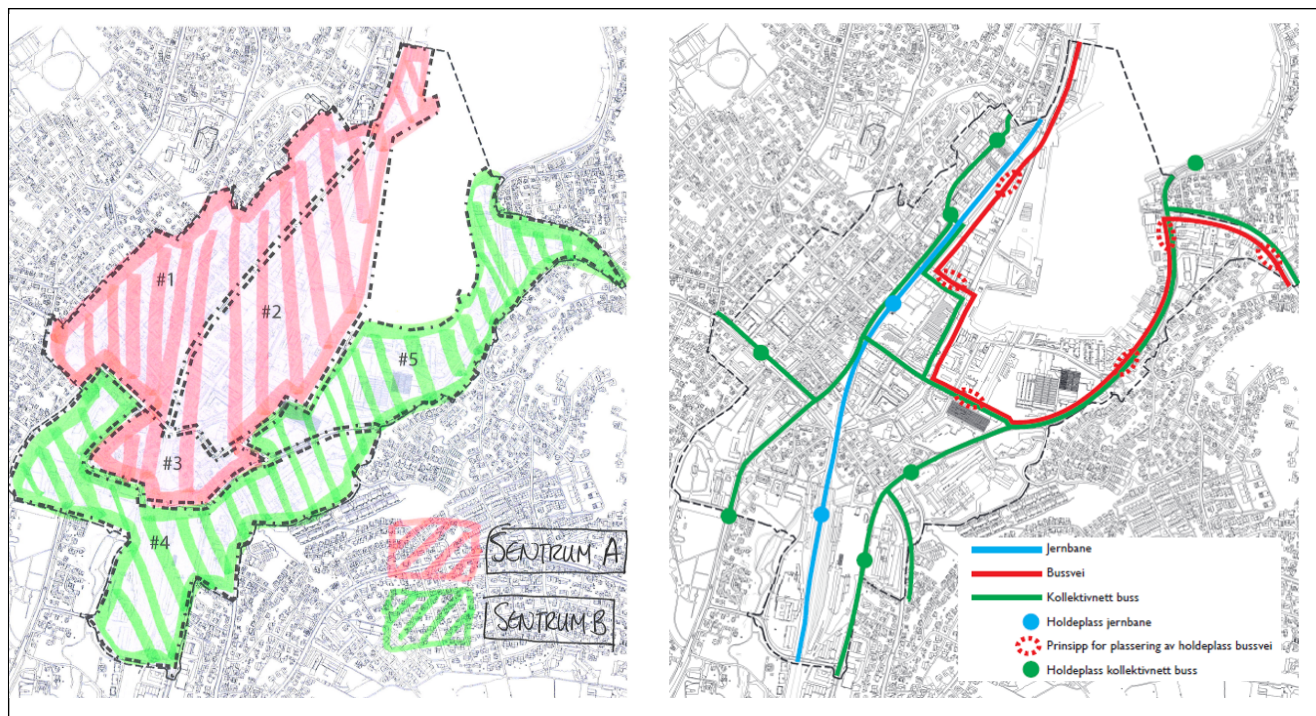 #1
#2
#5
#3
#4
SENTRUM A
SENTRUM B
Jernbane
Bussvei
Kollektivnett buss
Holdeplass jernbane
Prinsipp for plassering av holdeplass bussvei
Holdeplass kollektivnett buss